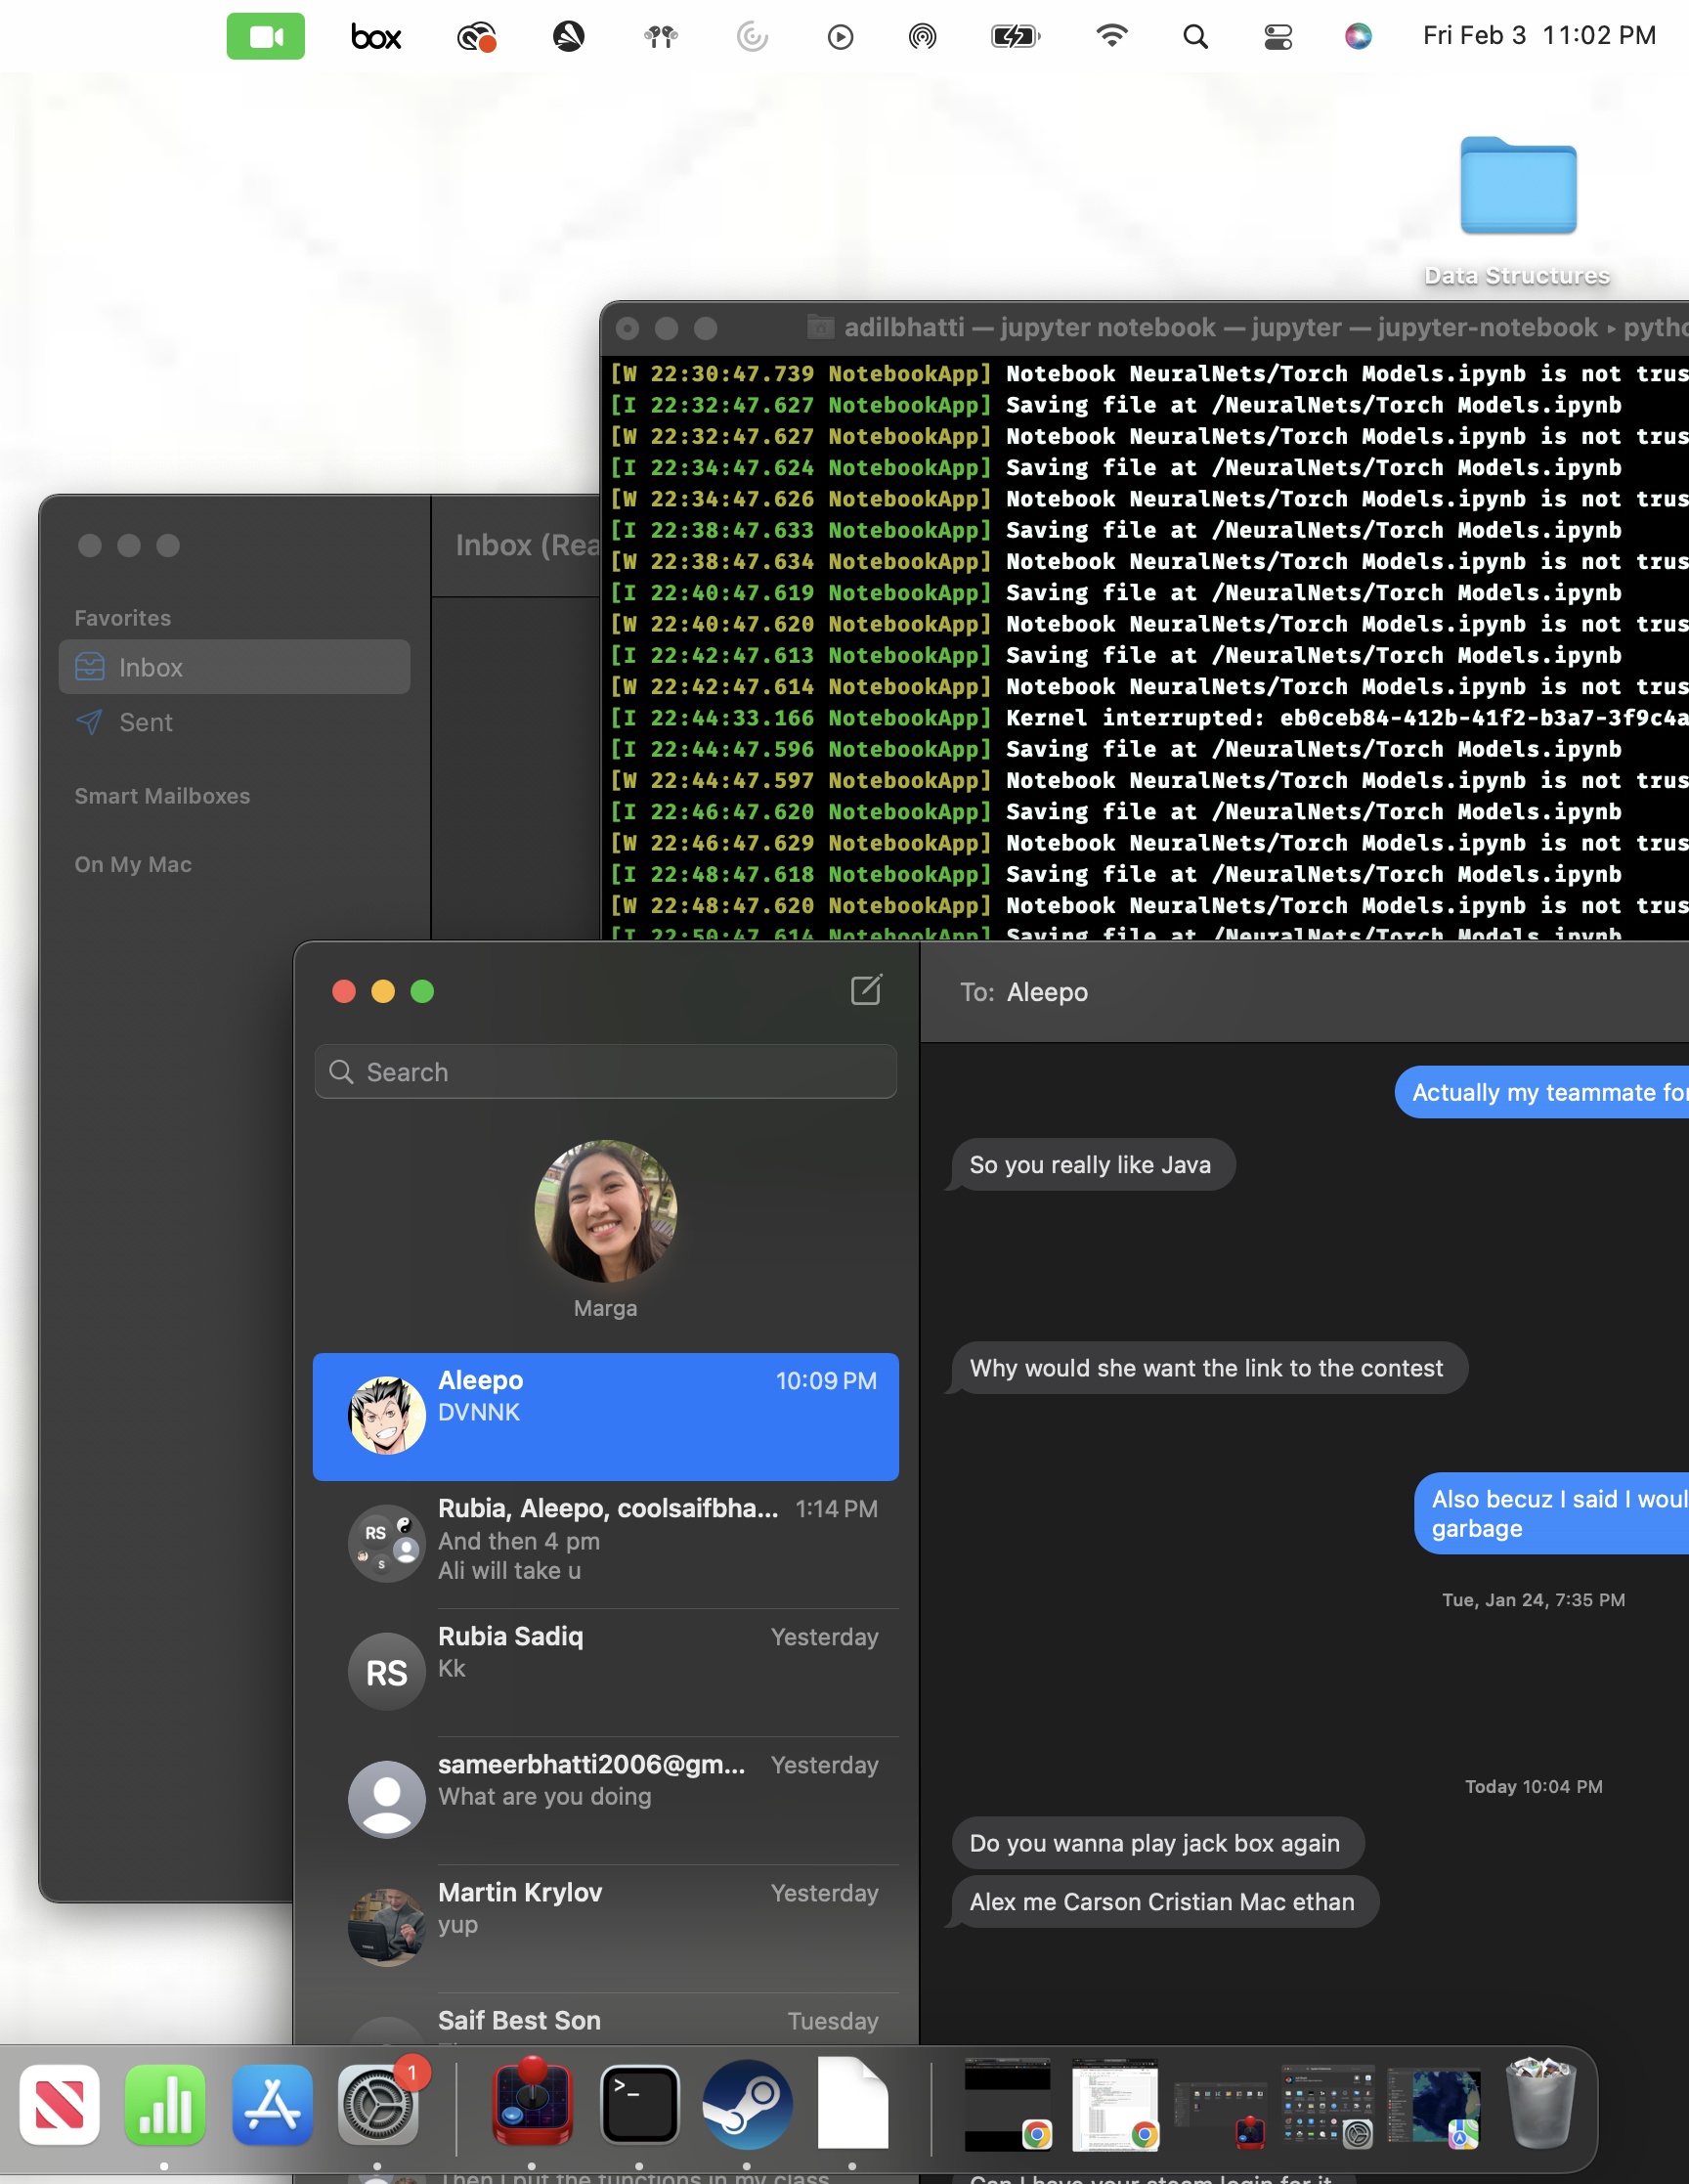 box
Fri Feb 3 11:02 PM
Data Structures
adilbhatti — jupyter notebook — jupyter — jupyter-notebook ▸ pytho
[W 22:30:47.739 NotebookApp] Notebook NeuralNets/Torch Models.ipynb is not trus
[I 22:32:47.627 NotebookApp] Saving file at /NeuralNets/Torch Models.ipynb
[W 22:32:47.627 NotebookApp] Notebook NeuralNets/Torch Models.ipynb is not trus
[I 22:34:47.624 NotebookApp] Saving file at /NeuralNets/Torch Models.ipynb
[W 22:34:47.626 NotebookApp] Notebook NeuralNets/Torch Models.ipynb is not trus
[I 22:38:47.633 NotebookApp] Saving file at /NeuralNets/Torch Models.ipynb
[W 22:38:47.634 NotebookApp] Notebook NeuralNets/Torch Models.ipynb is not trus
[I 22:40:47.619 NotebookApp] Saving file at /NeuralNets/Torch Models.ipynb
[W 22:40:47.620 NotebookApp] Notebook NeuralNets/Torch Models.ipynb is not trus
[I 22:42:47.613 NotebookApp] Saving file at /NeuralNets/Torch Models.ipynb
[W 22:42:47.614 NotebookApp] Notebook NeuralNets/Torch Models.ipynb is not trus
[I 22:44:33.166 NotebookApp] Kernel interrupted: eb0ceb84-412b-41f2-b3a7-3f9c4a
[I 22:44:47.596 NotebookApp] Saving file at /NeuralNets/Torch Models.ipynb
[W 22:44:47.597 NotebookApp] Notebook NeuralNets/Torch Models.ipynb is not trus
[I 22:46:47.620 NotebookApp] Saving file at /NeuralNets/Torch Models.ipynb
[W 22:46:47.629 NotebookApp] Notebook NeuralNets/Torch Models.ipynb is not trus
[I 22:48:47.618 NotebookApp] Saving file at /NeuralNets/Torch Models.ipynb
[W 22:48:47.620 NotebookApp] Notebook NeuralNets/Torch Models.ipynb is not trus
[I 22:50:47.614 NotebookApp] Saving file at /NeuralNets/Torch Models.ipynb
Inbox (Rea
Favorites
Inbox
Sent
Smart Mailboxes
On My Mac
Search
Marga
Aleepo 10:09 PM
DVNNK
Rubia, Aleepo, coolsaifbha... 1:14 PM
And then 4 pm
Ali will take u
RS
S
Rubia Sadiq Yesterday
Kk
RS
sameerbhatti2006@gm... Yesterday
What are you doing
Martin Krylov Yesterday
yup
Saif Best Son Tuesday
To: Aleepo
Actually my teammate for
So you really like Java
Why would she want the link to the contest
Also becuz I said I woul
garbage
Tue, Jan 24, 7:35 PM
Today 10:04 PM
Do you wanna play jack box again
Alex me Carson Cristian Mac ethan
1
>_
Then I put the functions in my class
Can I have your steam login for it